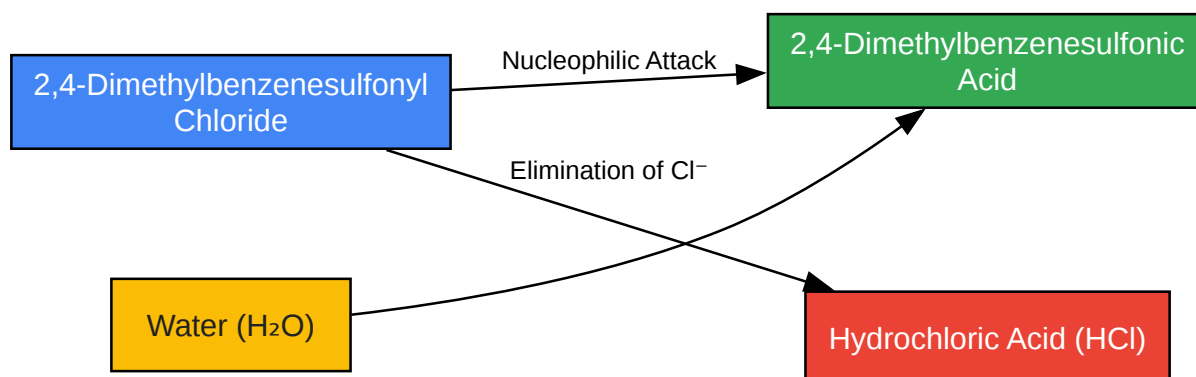 2,4-Dimethylbenzenesulfonyl
Chloride
Nucleophilic Attack
2,4-Dimethylbenzenesulfonic
Acid
Elimination of Cl⁻
Water (H₂O)
Hydrochloric Acid (HCl)